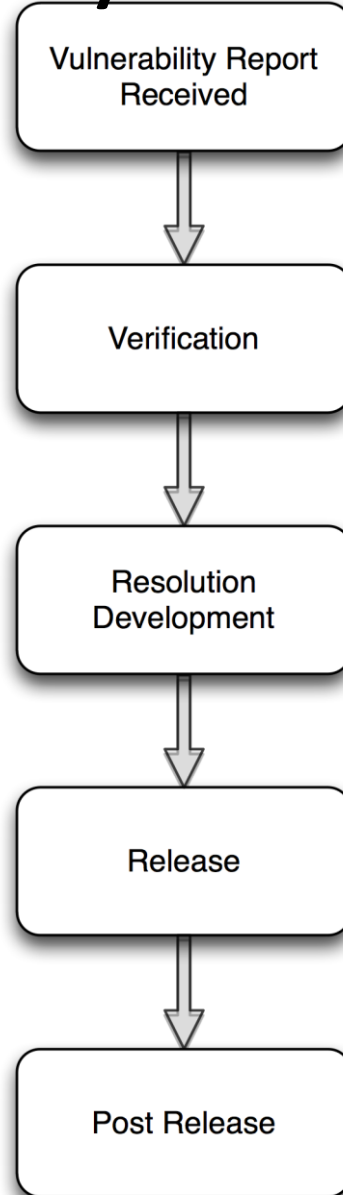 Vulnerability Report
Received
Verification
Resolution
Development
Release
Post Release